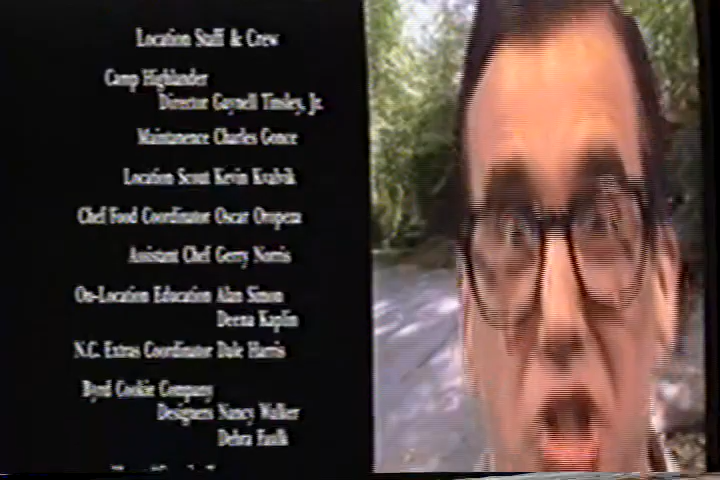 Location Staff & Crew
Camp Highlander
Director Gaynell Tinsley, Jr.
Maintanence Charles Gonce
Location Scout Kevin Kvalvik
Chef Food Coordinator Oscar Oropeza
Assistant Chef Gerry Norris
On-Location Education Alan Simon
Deena Kaplin
N.C. Extras Coordinator Dale Harris
Byrd Cookie Company
Designers Nancy Walker
Debra Faulk